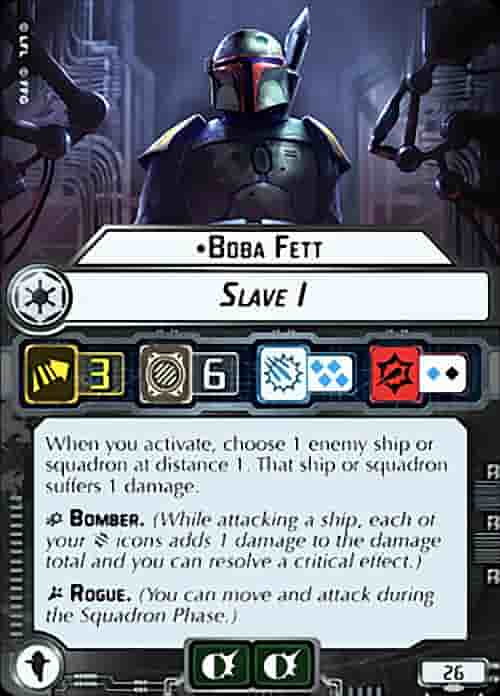 © LFL © FFG
•Boba Fett
Slave I
3 6
When you activate, choose 1 enemy ship or
squadron at distance 1. That ship or squadron
suffers 1 damage.
Bomber. (While attacking a ship, each of
your icons adds 1 damage to the damage
total and you can resolve a critical effect.)
Rogue. (You can move and attack during
the Squadron Phase.)
26